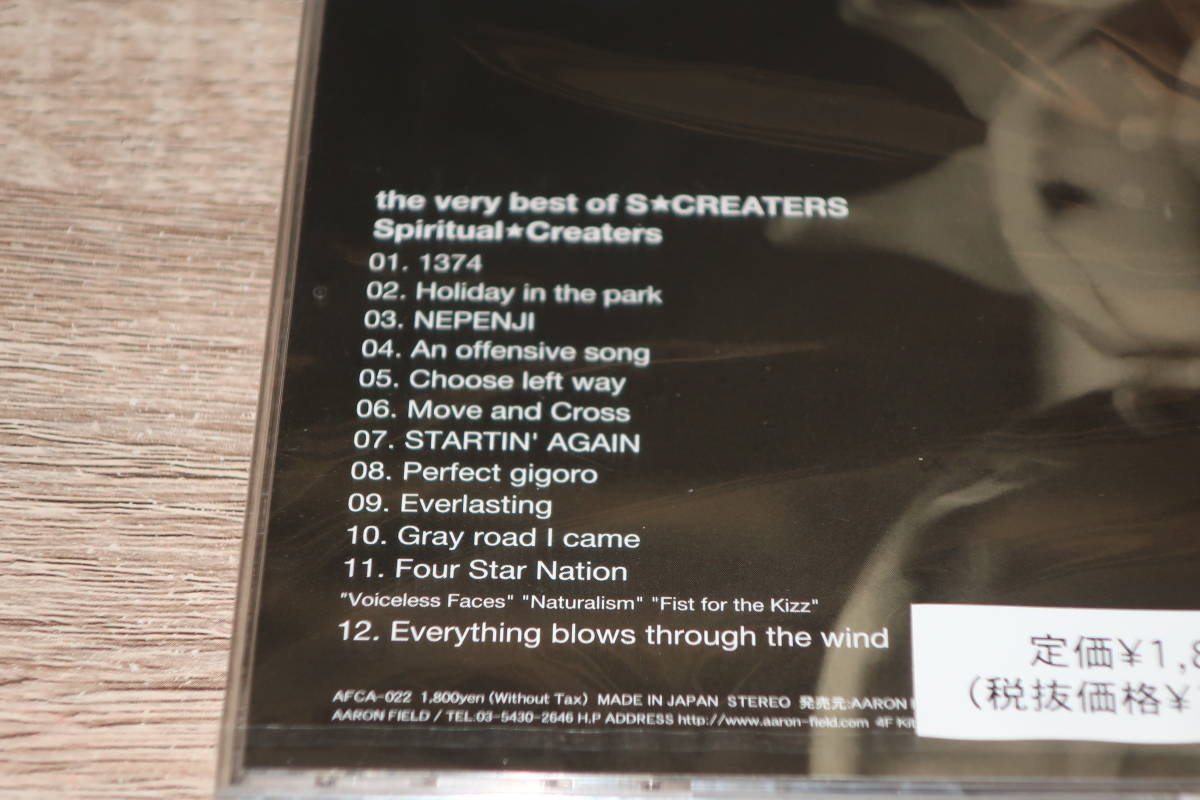 the very best of S★CREATERS
Spiritual★Creaters
01. 1374
02. Holiday in the park
03. NEPENJI
04. An offensive song
05. Choose left way
06. Move and Cross
07. STARTIN' AGAIN
08. Perfect gigoro
09. Everlasting
10. Gray road I came
11. Four Star Nation
"Voiceless Faces" "Naturalism" "Fist for the Kizz"
12. Everything blows through the wind
AFCA-022 1,800yen (Without Tax) MADE IN JAPAN STEREO 発売元:AARON
AARON FIELD / TEL.03-5430-2646 H.P ADDRESS http://www.aaron-field.com 4F
定価¥1,8
(税抜価格¥